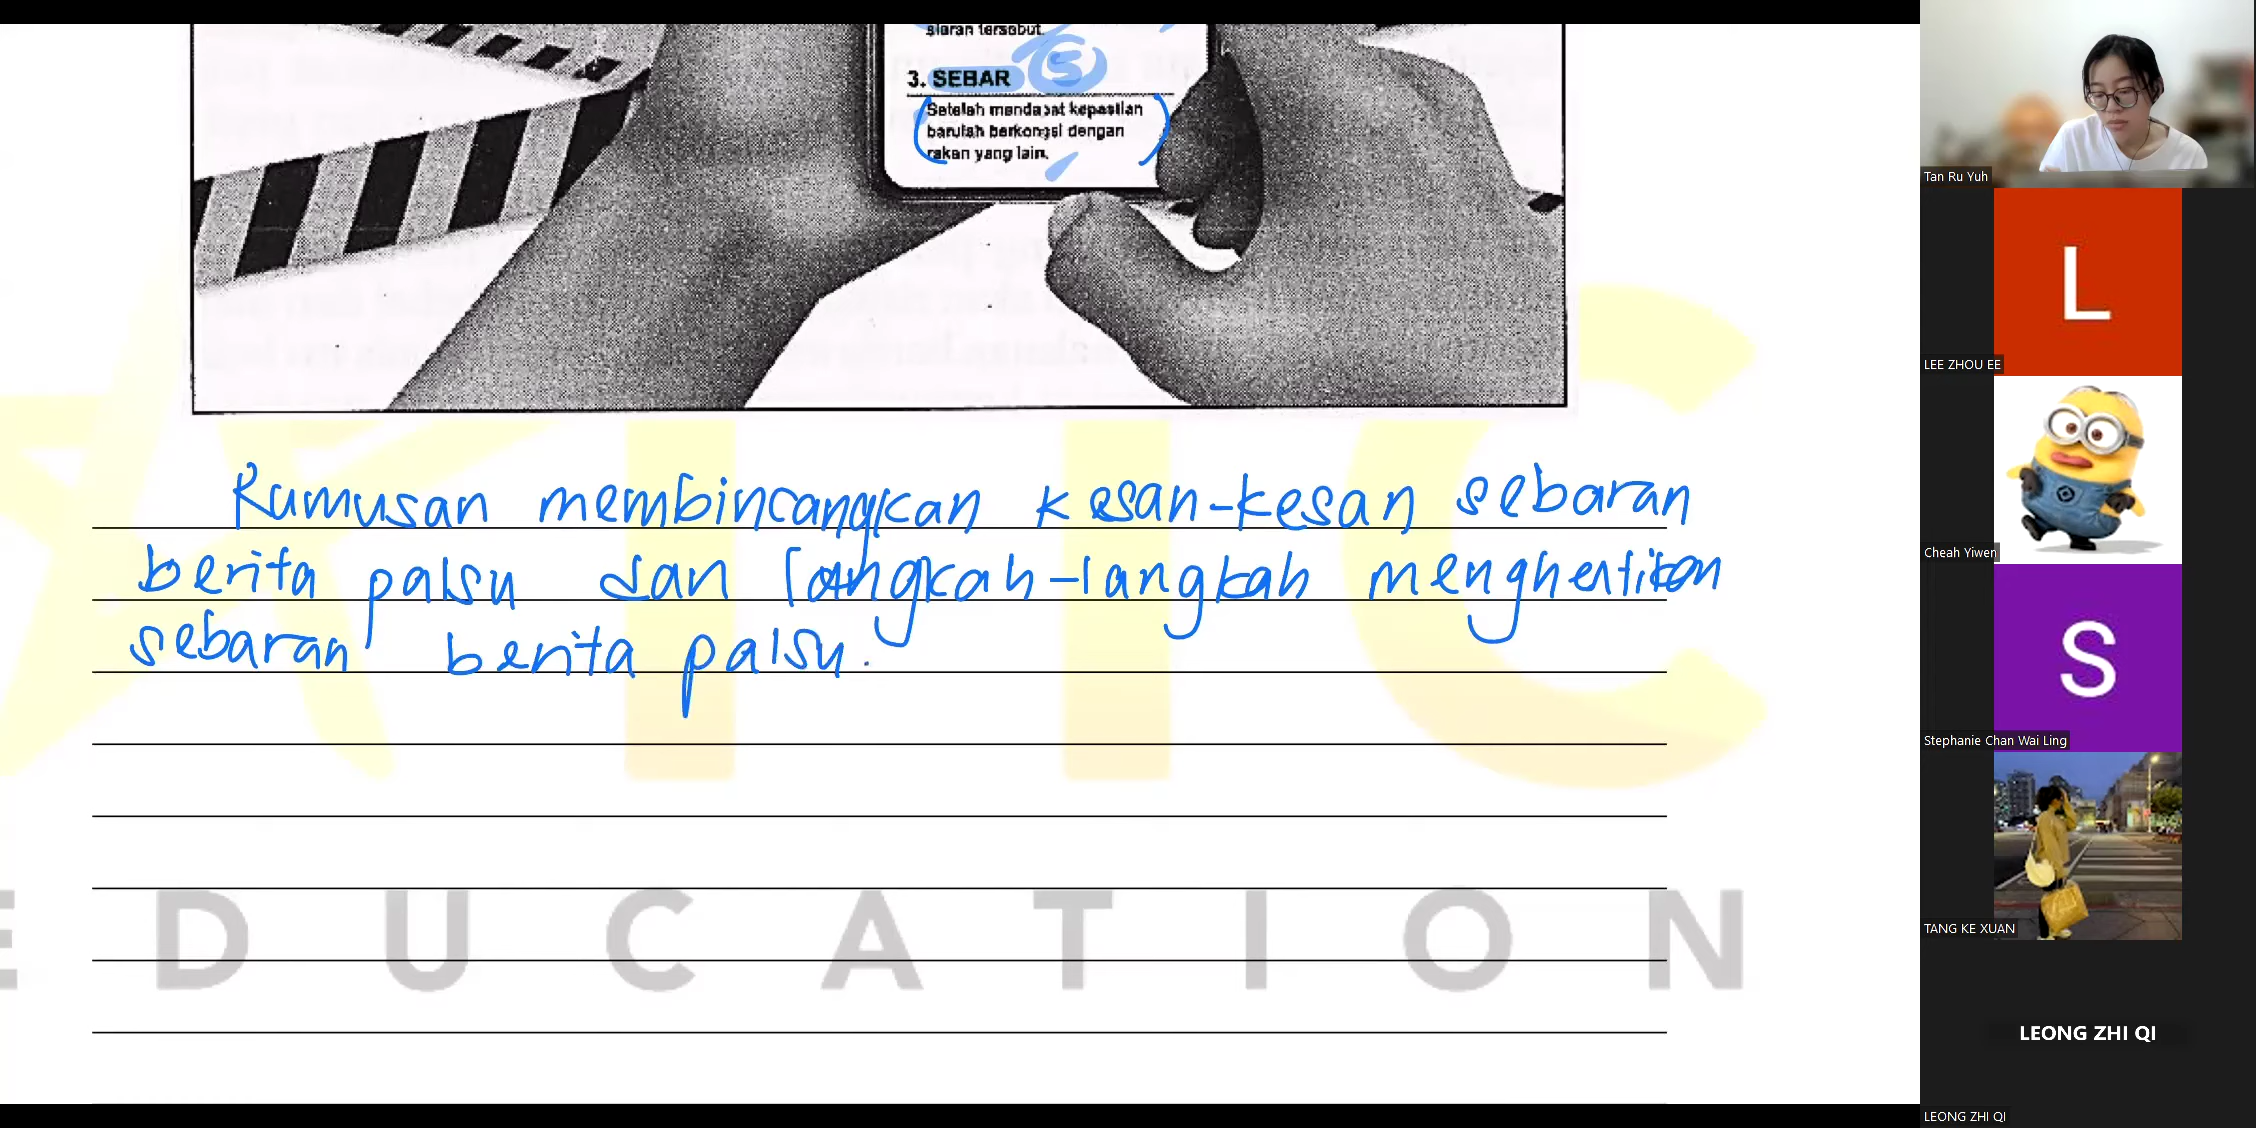 siaran tersebut.
3. SEBAR
5
Setelah mendapat kepastian
barulah berkongsi dengan
rakan yang lain.
Rumusan membincangkan kesan-kesan sebaran
berita palsu dan langkah-langkah menghentikan
sebaran berita palsu.
ITC
EDUCATION
Tan Ru Yuh
L
LEE ZHOU EE
Cheah Yiwen
S
Stephanie Chan Wai Ling
TANG KE XUAN
LEONG ZHI QI
LEONG ZHI QI